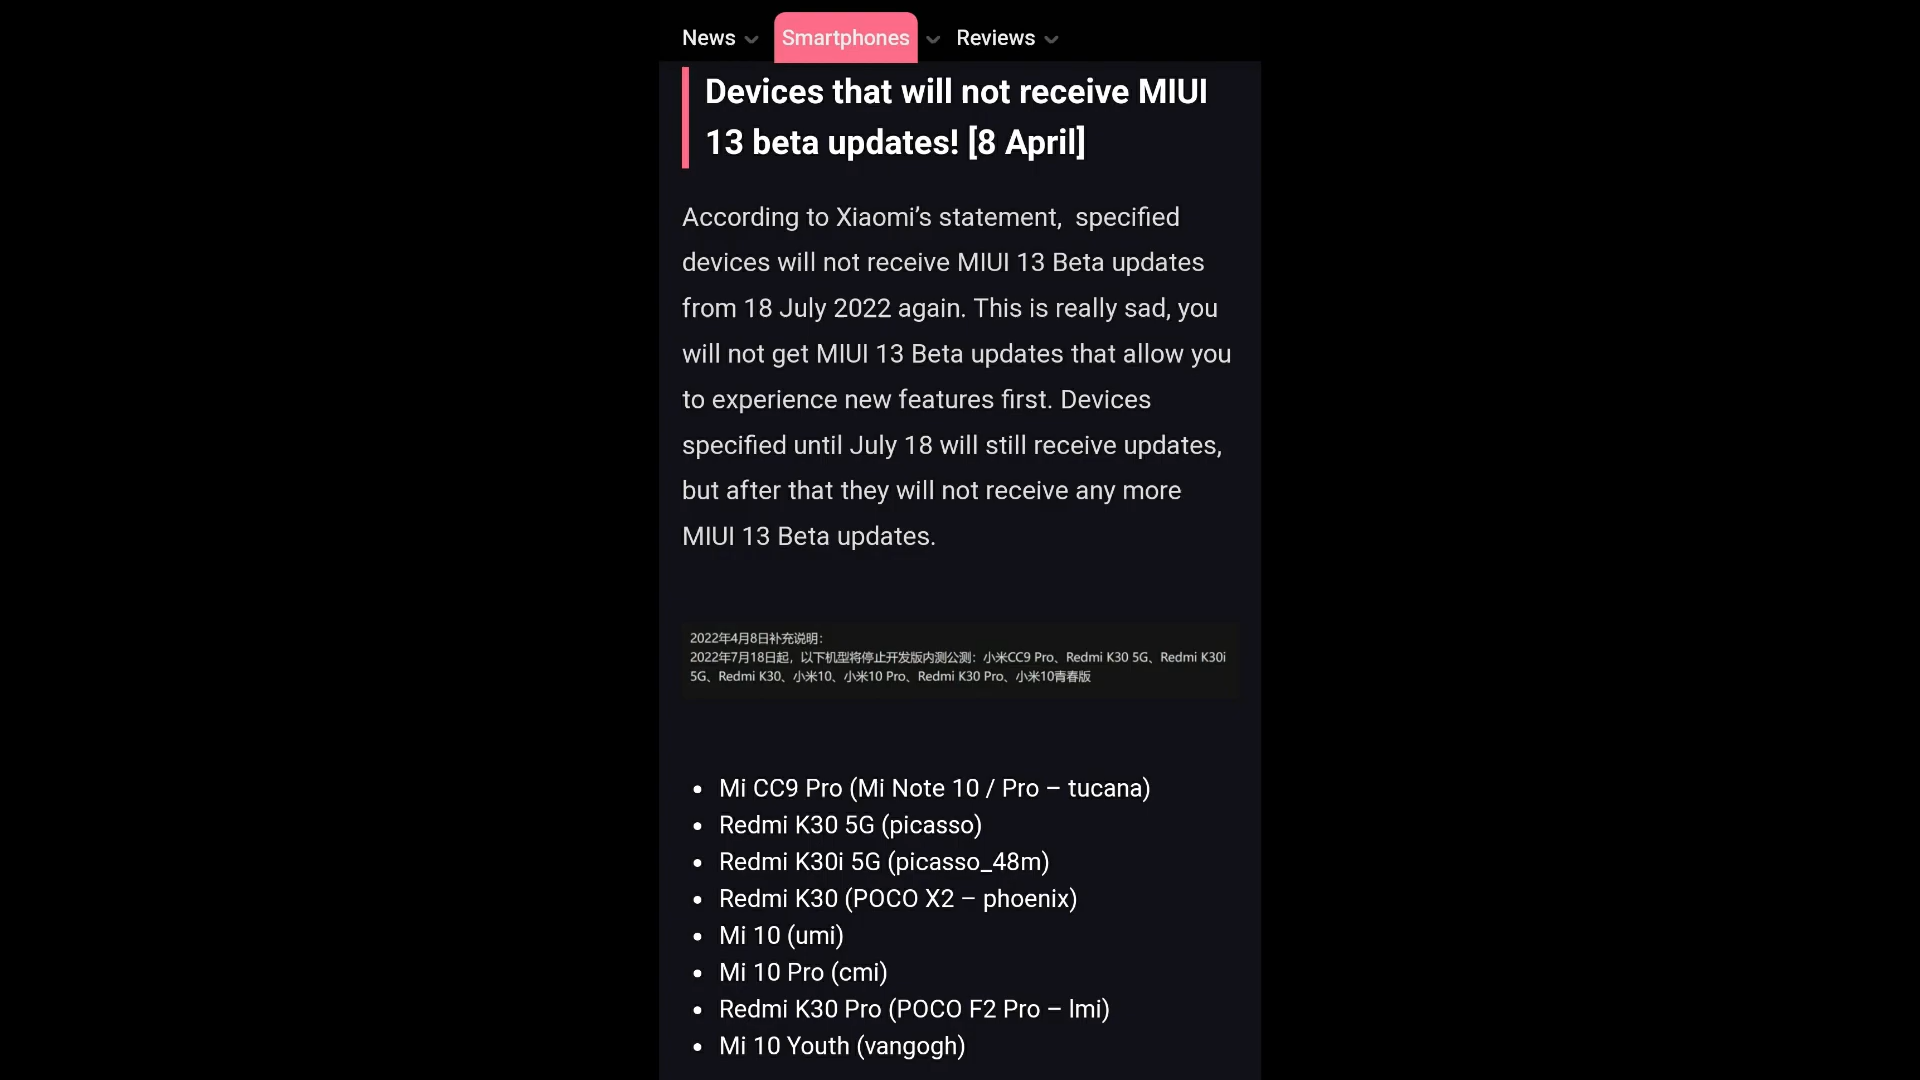 News Smartphones Reviews
Devices that will not receive MIUI
13 beta updates! [8 April]
According to Xiaomi’s statement,  specified
devices will not receive MIUI 13 Beta updates
from 18 July 2022 again. This is really sad, you
will not get MIUI 13 Beta updates that allow you
to experience new features first. Devices
specified until July 18 will still receive updates,
but after that they will not receive any more
MIUI 13 Beta updates.
2022年4月8日补充说明：
2022年7月18日起，以下机型将停止开发版内测公测：小米CC9 Pro、Redmi K30 5G、Redmi K30i
5G、Redmi K30、小米10、小米10 Pro、Redmi K30 Pro、小米10青春版
• Mi CC9 Pro (Mi Note 10 / Pro – tucana)
• Redmi K30 5G (picasso)
• Redmi K30i 5G (picasso_48m)
• Redmi K30 (POCO X2 – phoenix)
• Mi 10 (umi)
• Mi 10 Pro (cmi)
• Redmi K30 Pro (POCO F2 Pro – lmi)
• Mi 10 Youth (vangogh)